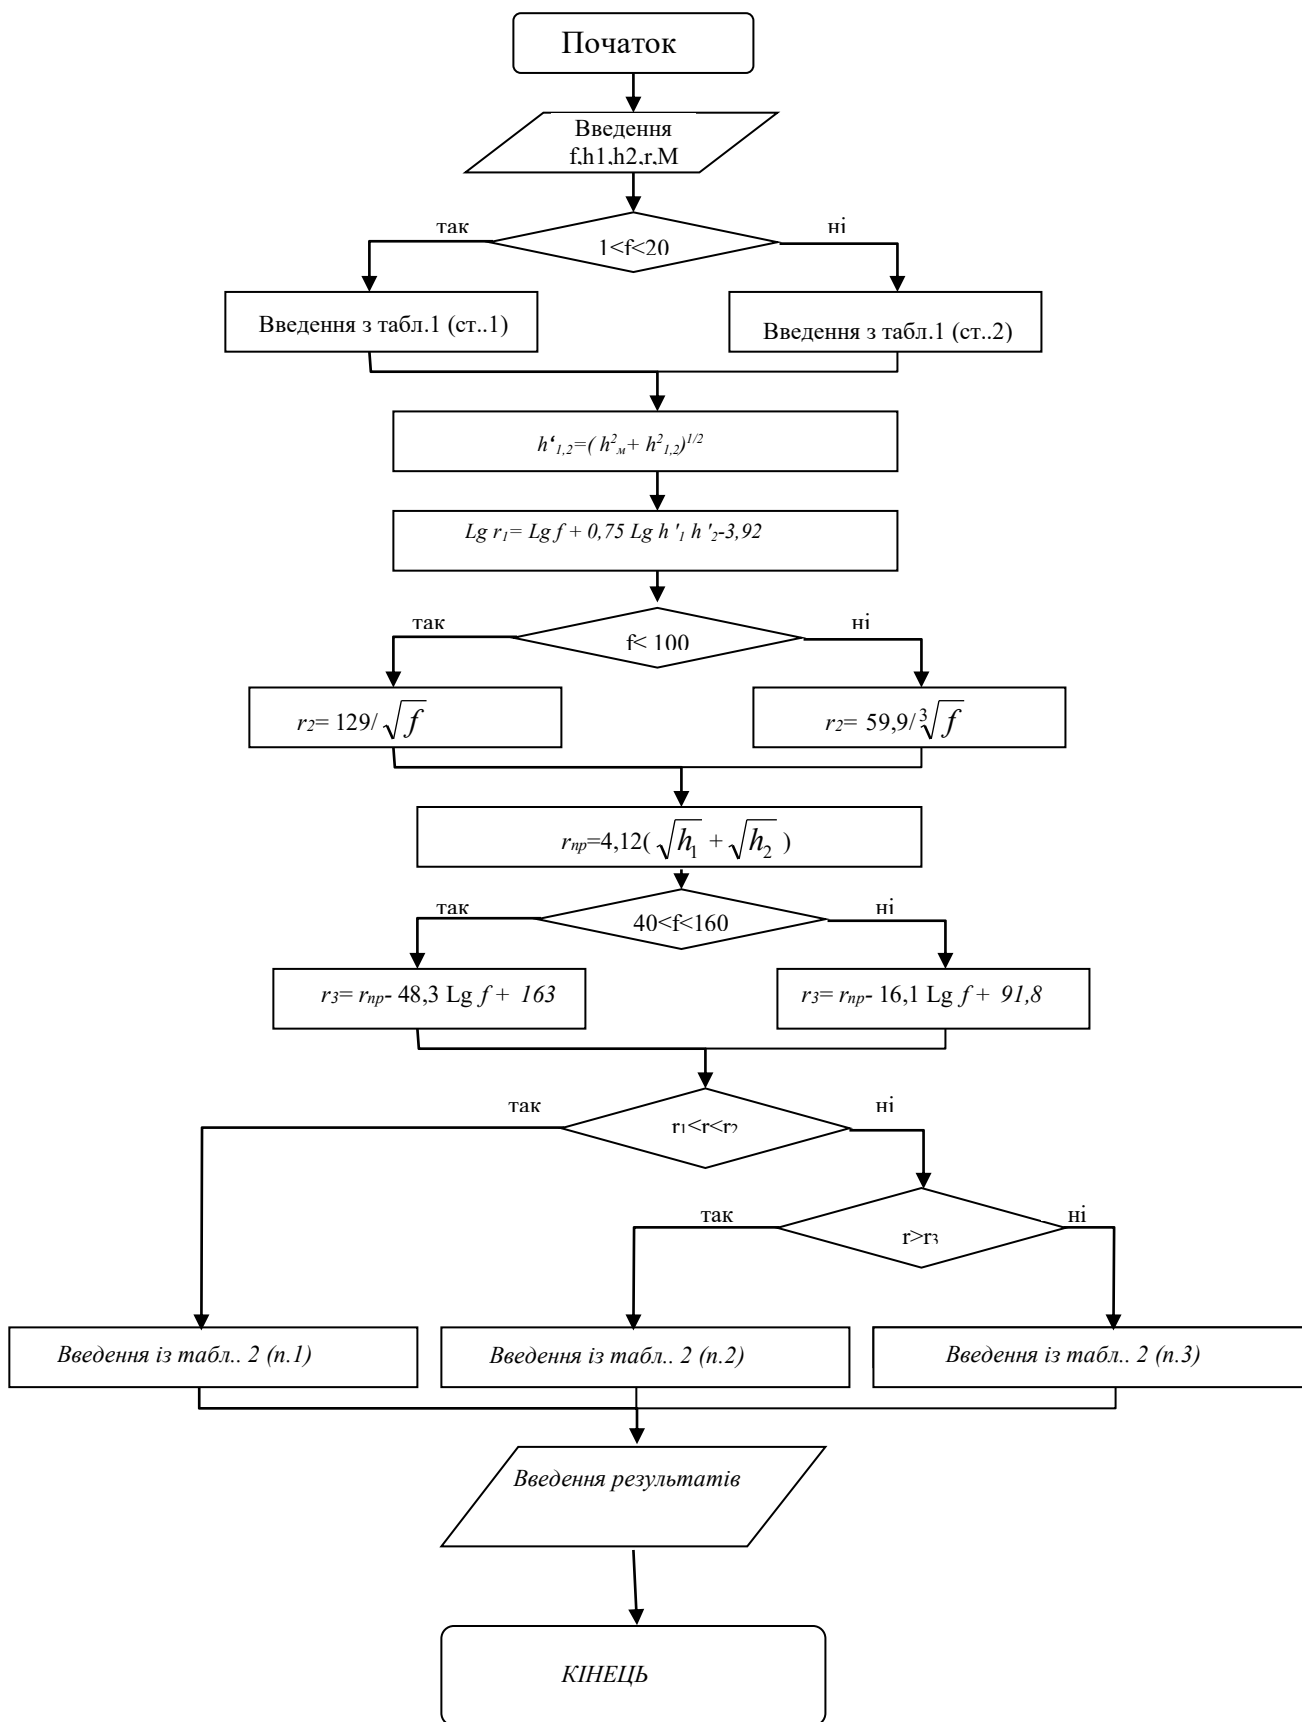 Початок
Введення
f,h1,h2,r,M
так
ні
1<f<20
Введення з табл.1 (ст..1)
Введення з табл.1 (ст..2)
h‘1,2=( h²м+ h²1,2)^1/2
Lg r1= Lg f + 0,75 Lg h '1 h '2-3,92
так
ні
f< 100
r2= 129/√f
r2= 59,9/∛f
rпр=4,12( √h1 + √h2 )
так
ні
40<f<160
r3= rпр- 48,3 Lg f + 163
r3= rпр- 16,1 Lg f + 91,8
так
ні
r1<r<r2
так
ні
r>r3
Введення із табл.. 2 (п.1)
Введення із табл.. 2 (п.2)
Введення із табл.. 2 (п.3)
Введення результатів
КІНЕЦЬ